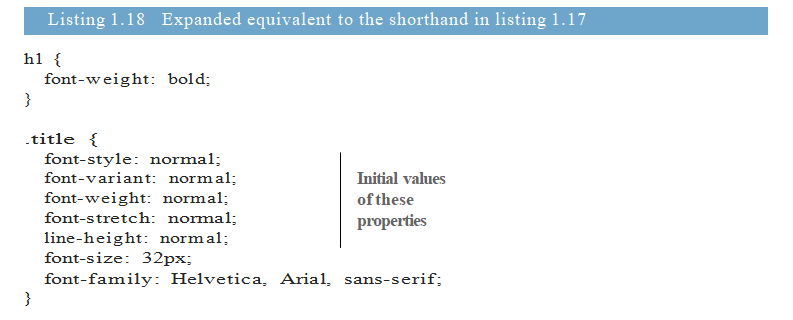 Listing 1.18 Expanded equivalent to the shorthand in listing 1.17
h1 {
font-weight: bold;
}
.title {
font-style: normal;
font-variant: normal;
font-weight: normal;
font-stretch: normal;
line-height: normal;
font-size: 32px;
font-family: Helvetica, Arial, sans-serif;
}
Initial values
of these
properties